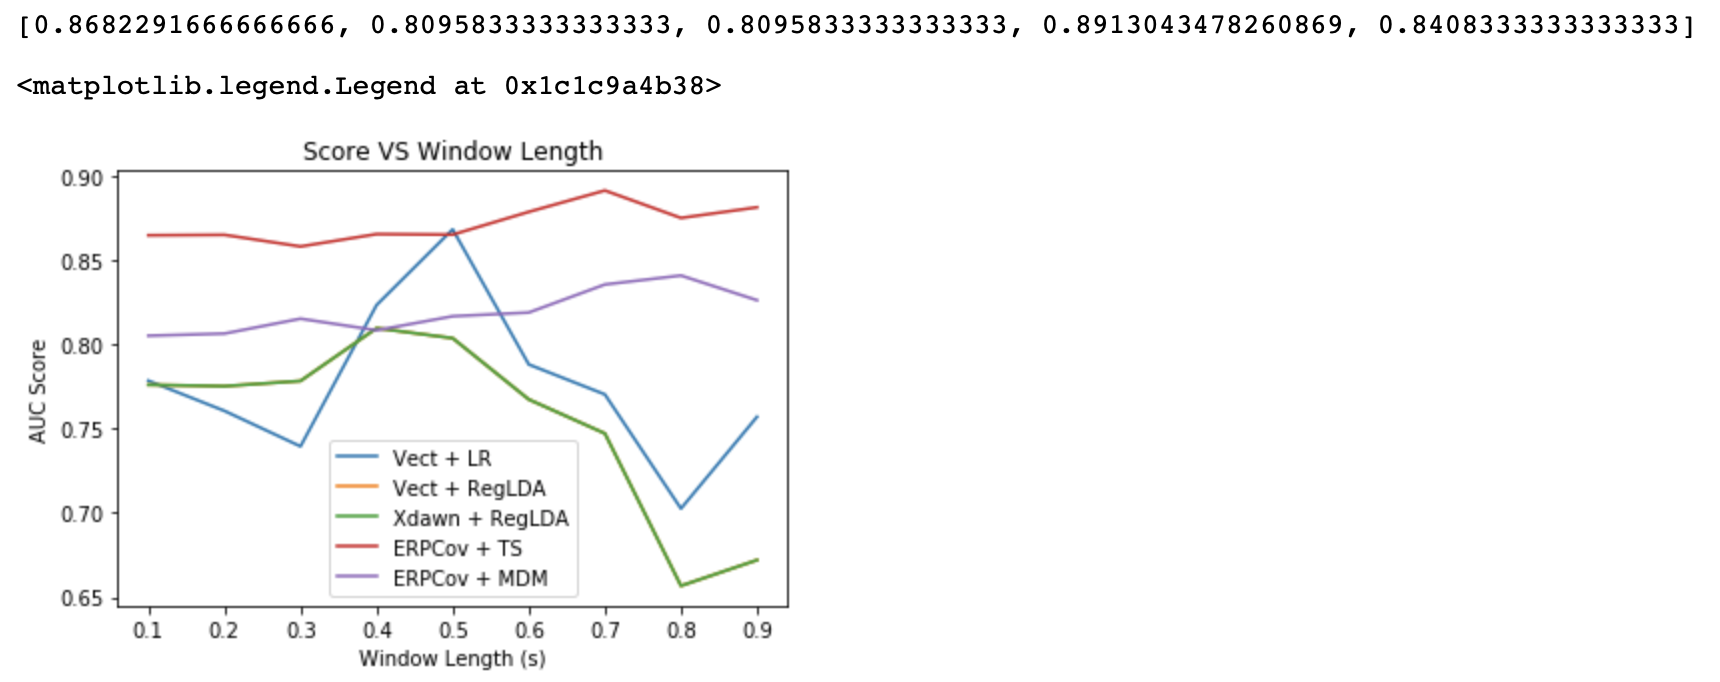 [0.8682291666666666, 0.8095833333333333, 0.8095833333333333, 0.8913043478260869, 0.8408333333333333]
<matplotlib.legend.Legend at 0x1c1c9a4b38>
Score VS Window Length
0.90
0.85
0.80
0.75
0.70
0.65
AUC Score
Vect + LR
Vect + RegLDA
Xdawn + RegLDA
ERPCov + TS
ERPCov + MDM
0.1 0.2 0.3 0.4 0.5 0.6 0.7 0.8 0.9
Window Length (s)